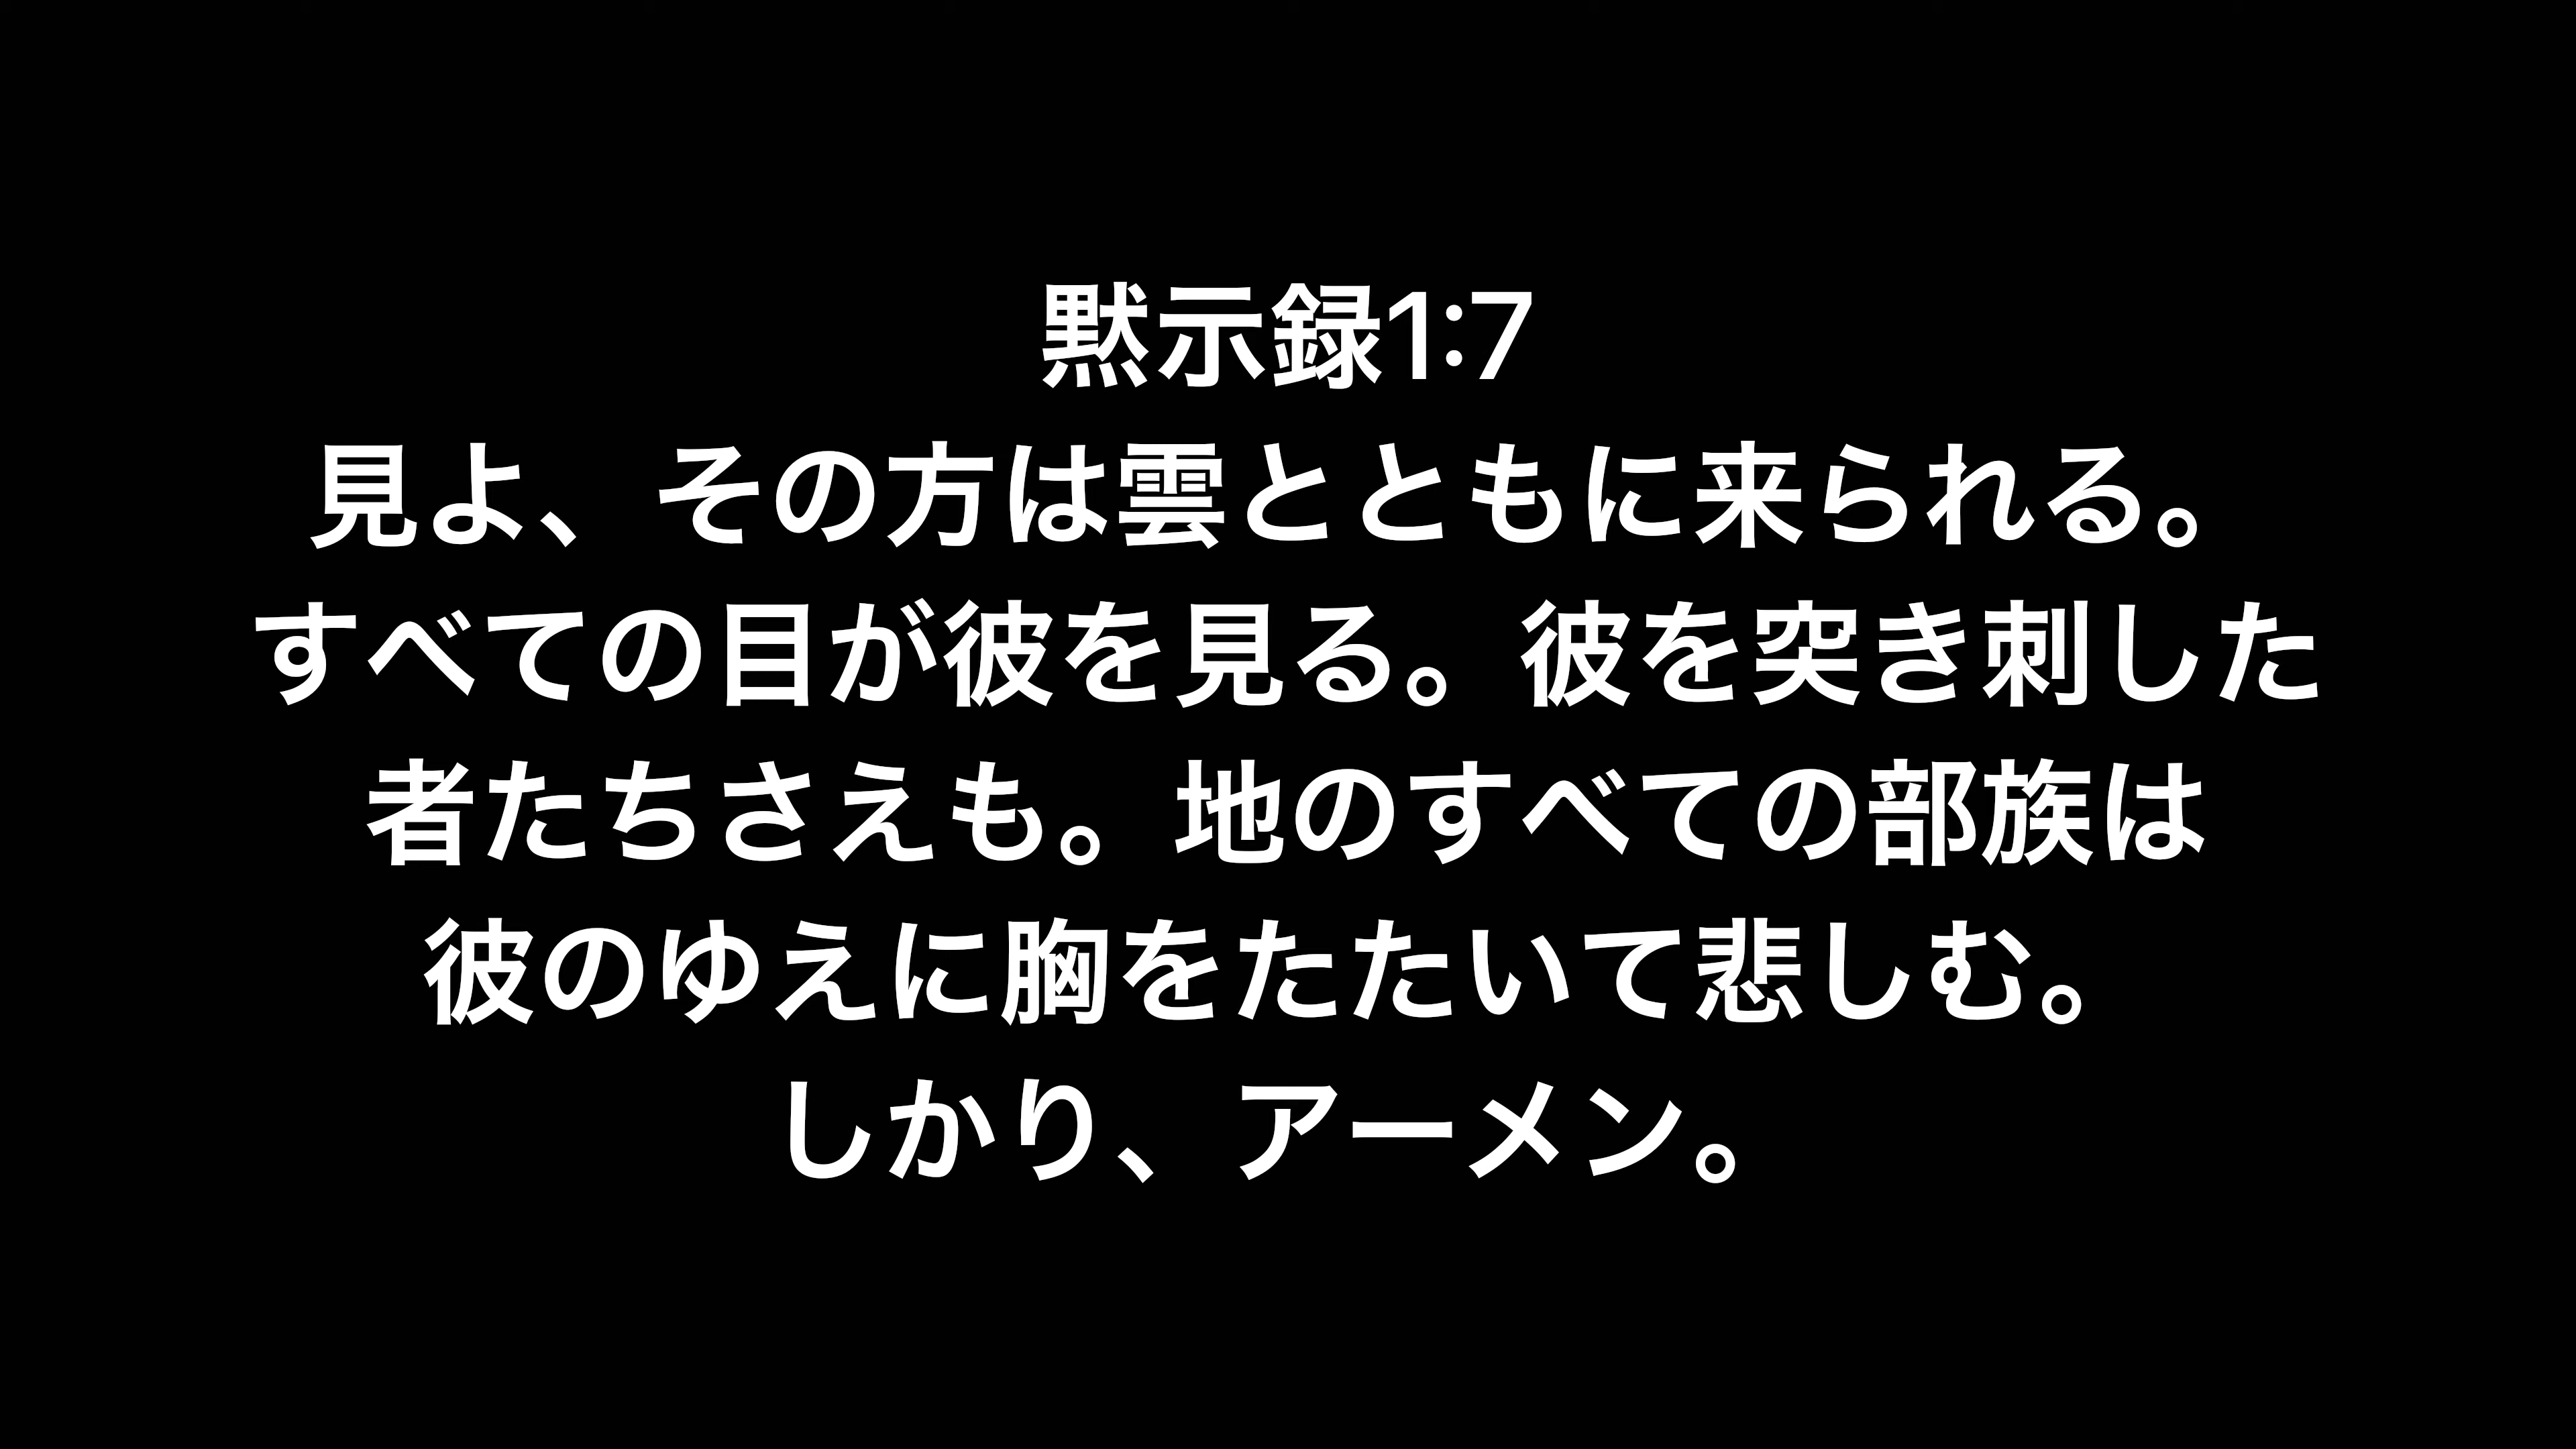 黙示録1:7
見よ、その方は雲とともに来られる。
すべての目が彼を見る。彼を突き刺した
者たちさえも。地のすべての部族は
彼のゆえに胸をたたいて悲しむ。
しかり、アーメン。